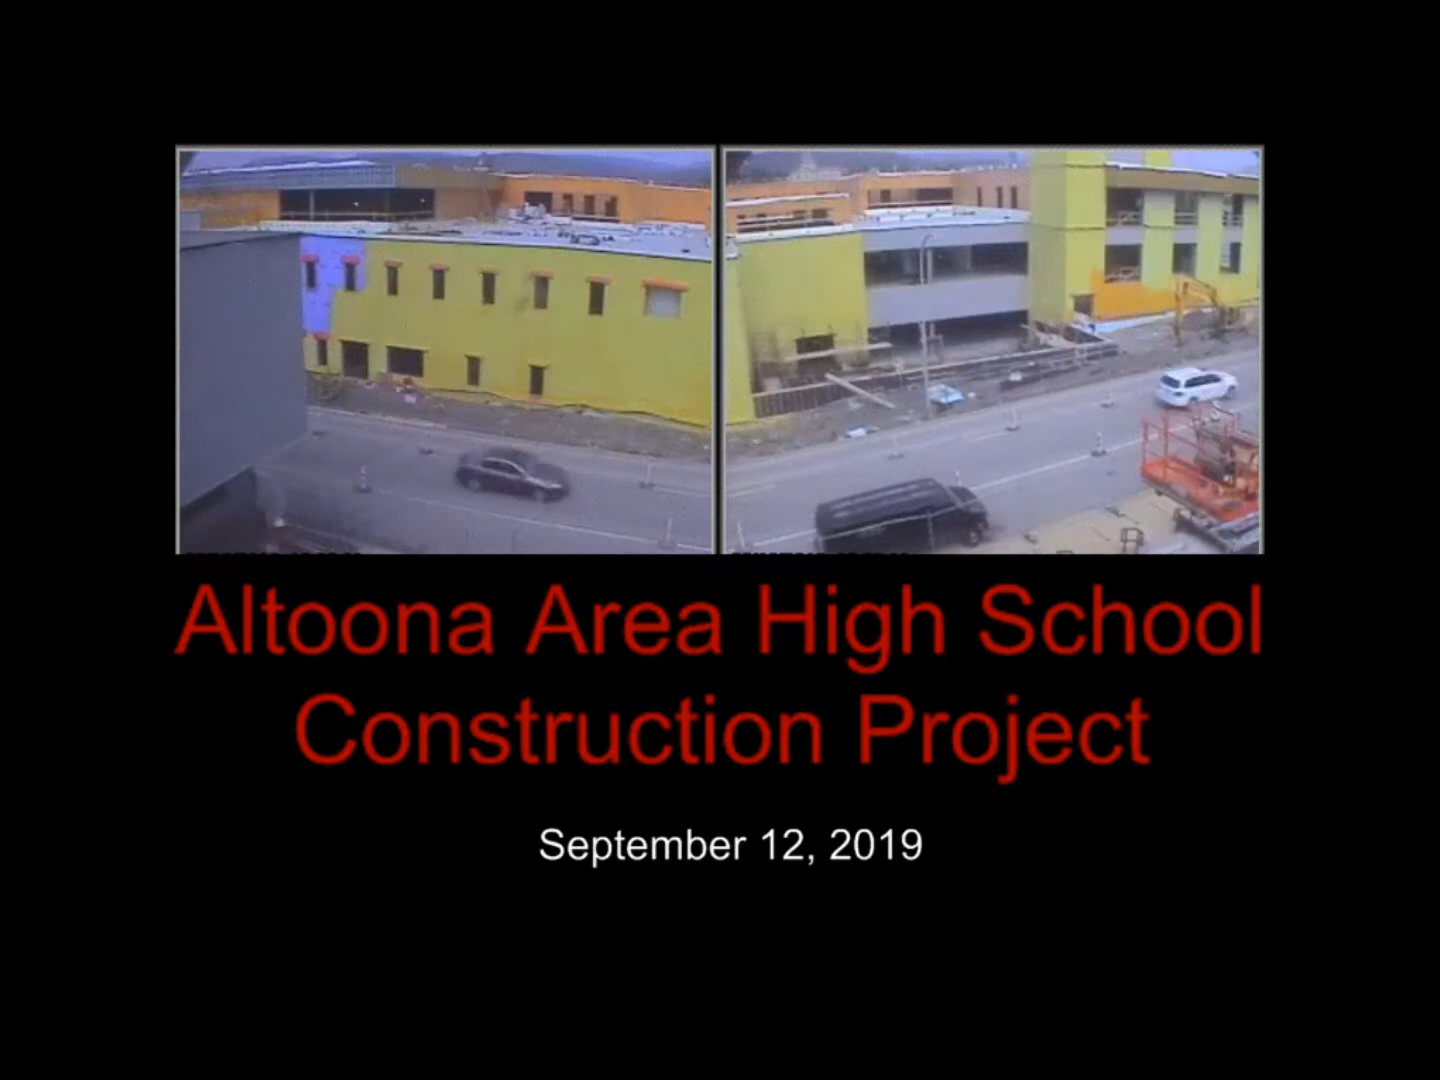 Altoona Area High School
Construction Project
September 12, 2019